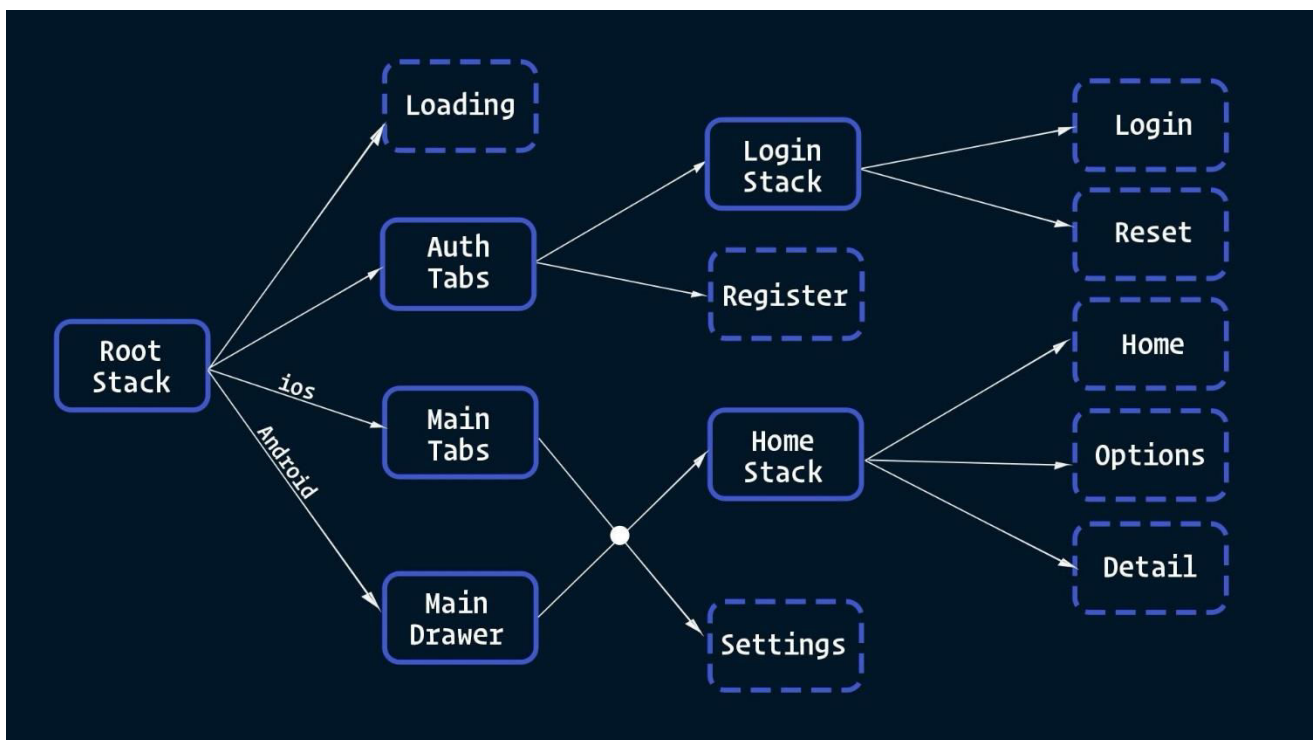 Loading
Login
Login
Stack
Auth
Tabs
Reset
Register
Root
Stack
Home
ios
Main
Tabs
Home
Stack
Options
Android
Detail
Main
Drawer
Settings